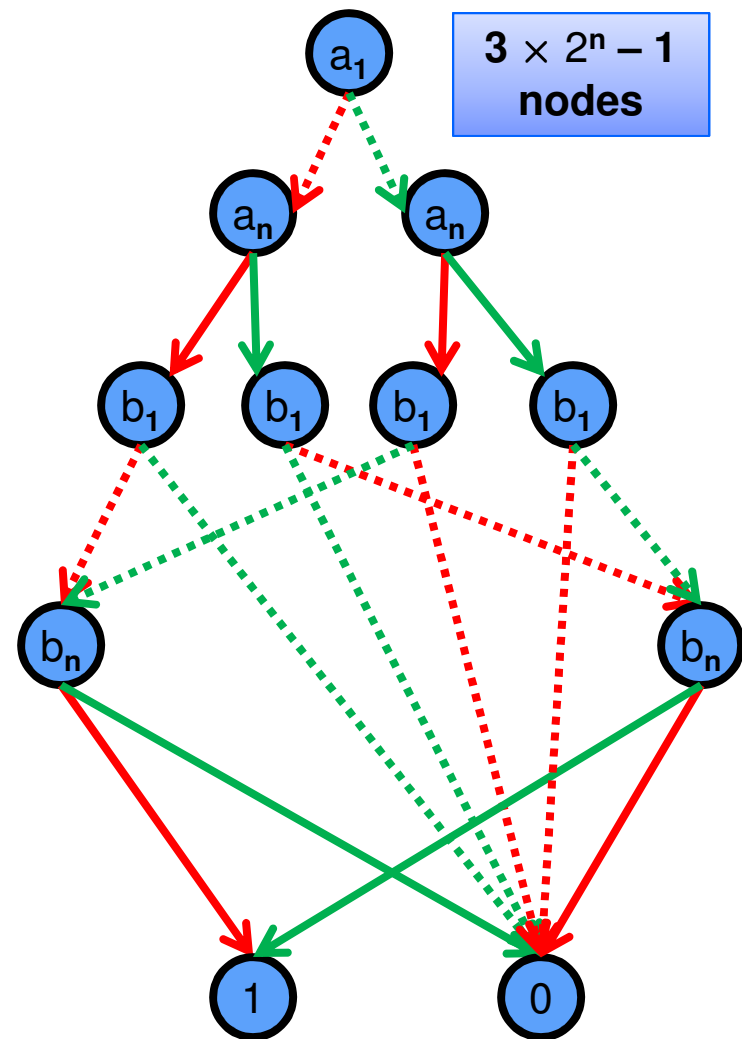 a₁
3 × 2ⁿ – 1
nodes
aₙ aₙ
b₁ b₁ b₁ b₁
bₙ bₙ
1 0